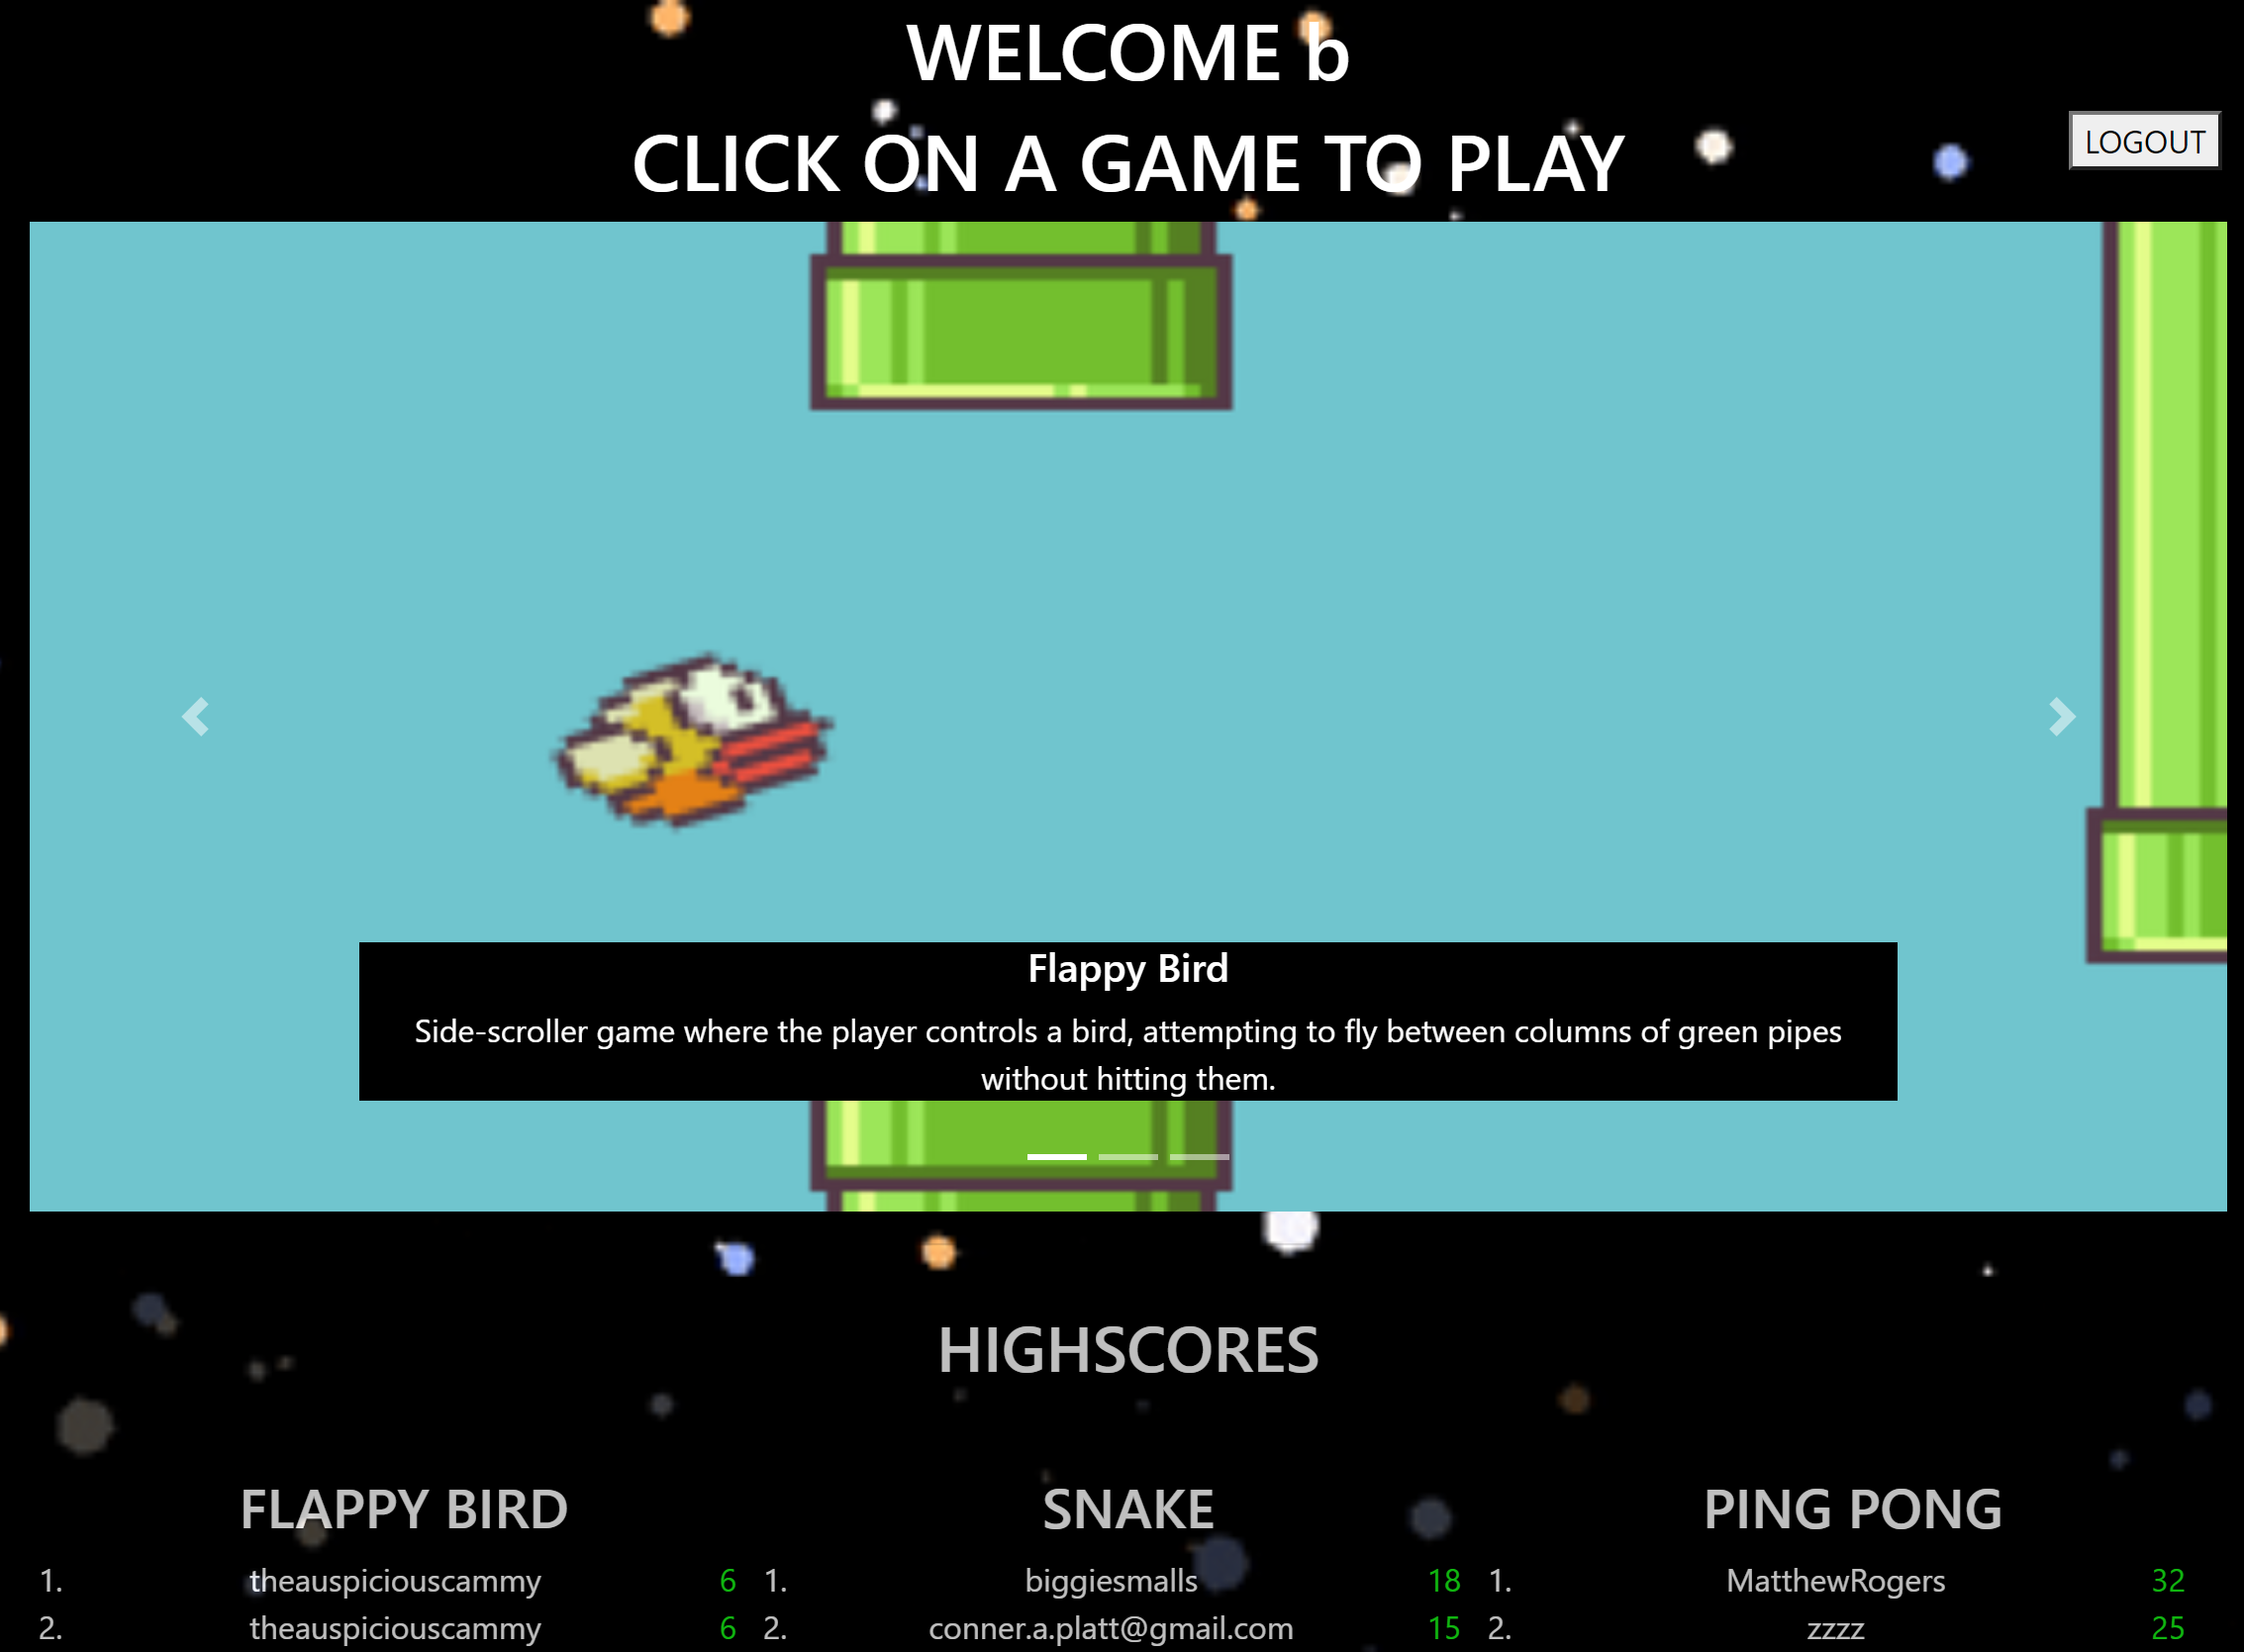 WELCOME b
CLICK ON A GAME TO PLAY
LOGOUT
Flappy Bird
Side-scroller game where the player controls a bird, attempting to fly between columns of green pipes
without hitting them.
HIGHSCORES
FLAPPY BIRD
1. theauspiciouscammy 6
2. theauspiciouscammy 6
SNAKE
1. biggiesmalls 18
2. conner.a.platt@gmail.com 15
PING PONG
1. MatthewRogers 32
2. zzzz 25